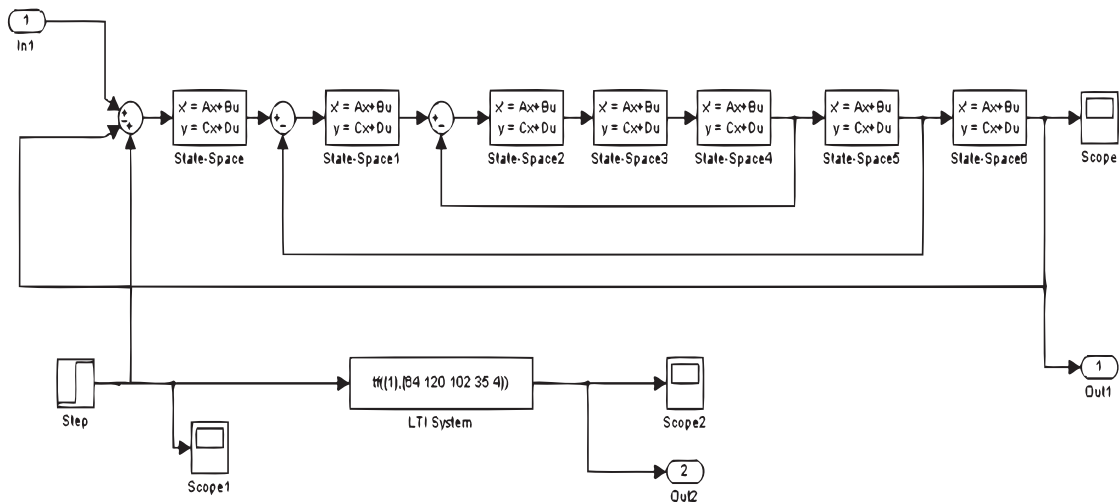 1
In1
x' = Ax+Bu
y = Cx+Du
State-Space
x' = Ax+Bu
y = Cx+Du
State-Space1
x' = Ax+Bu
y = Cx+Du
State-Space2
x' = Ax+Bu
y = Cx+Du
State-Space3
x' = Ax+Bu
y = Cx+Du
State-Space4
x' = Ax+Bu
y = Cx+Du
State-Space5
x' = Ax+Bu
y = Cx+Du
State-Space6
Scope
Step
Scope1
tf((1),(64 120 102 35 4))
LTI System
Scope2
2
Out2
1
Out1